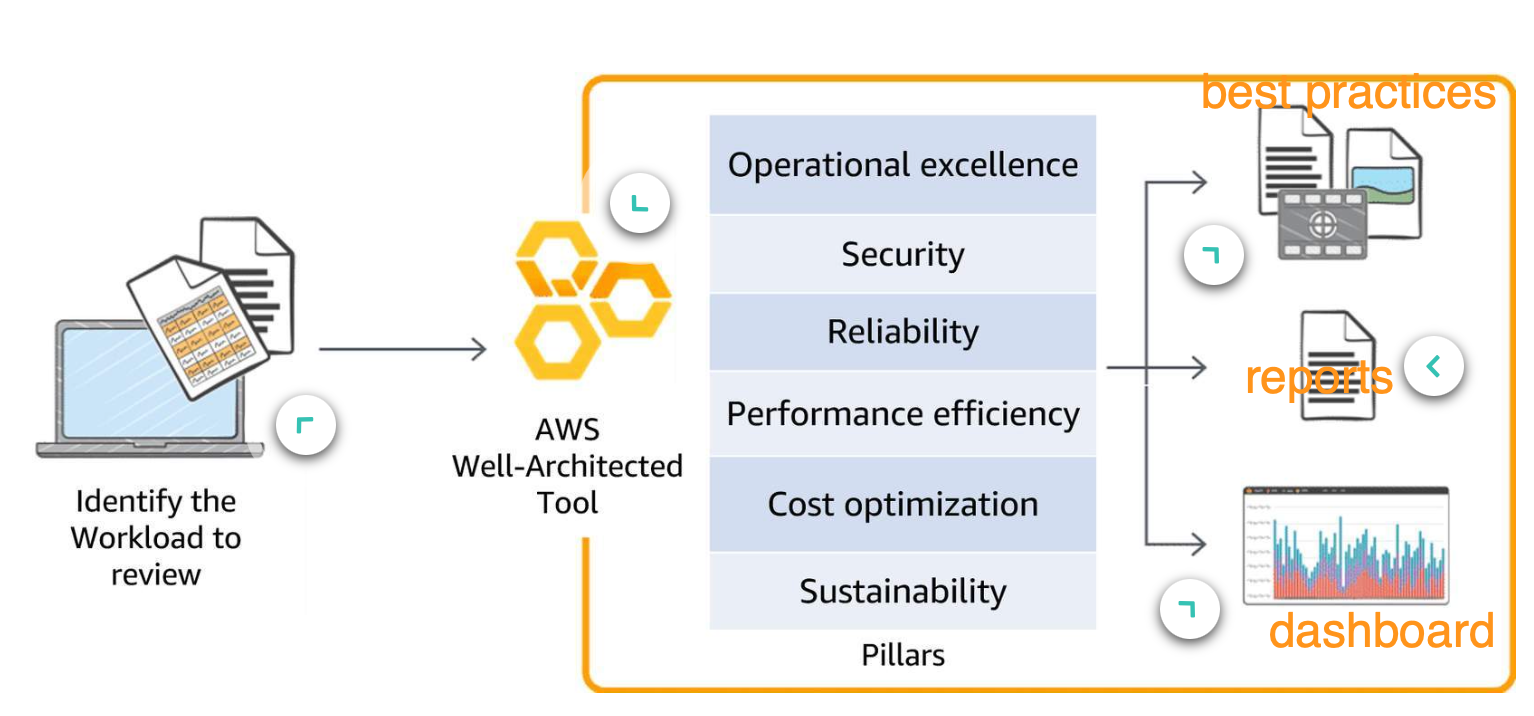 best practices
Operational excellence
Security
Reliability
Performance efficiency
Cost optimization
Sustainability
Pillars
AWS
Well-Architected
Tool
Identify the
Workload to
review
reports
dashboard